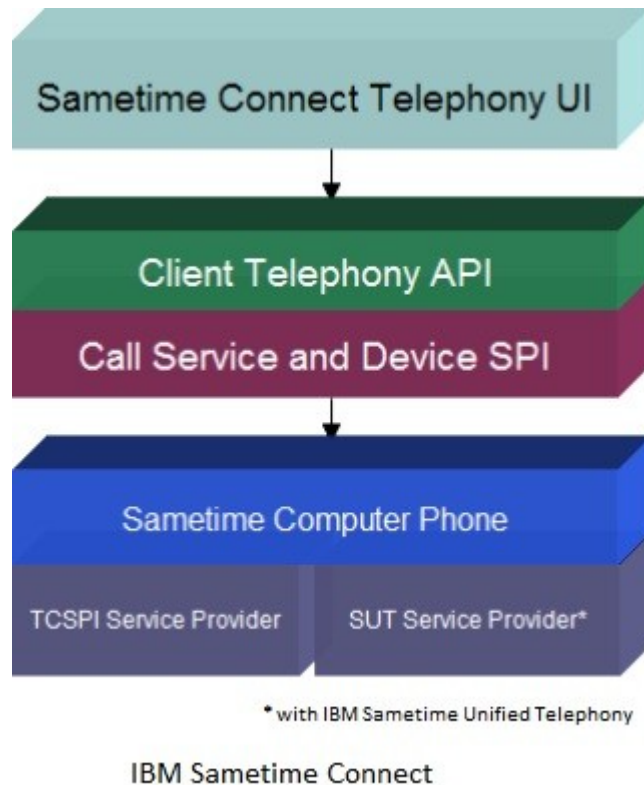 Sametime Connect Telephony UI
Client Telephony API
Call Service and Device SPI
Sametime Computer Phone
TCSPI Service Provider
SUT Service Provider*
* with IBM Sametime Unified Telephony
IBM Sametime Connect